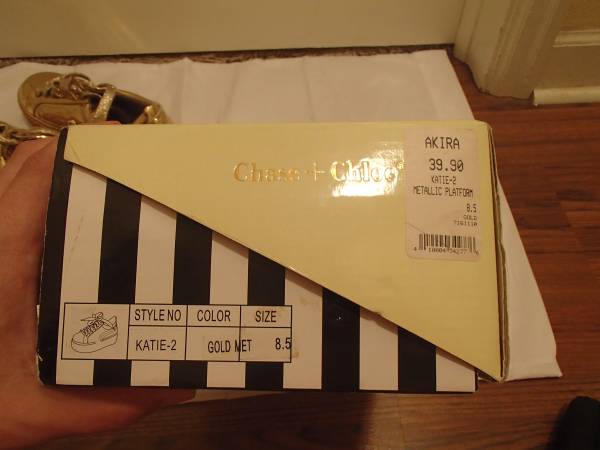 Chase + Chloe
AKIRA
39.90
KATIE-2
METALLIC PLATFORM
8.5
GOLD
7161110
STYLE NO COLOR SIZE
KATIE-2 GOLD MET 8.5